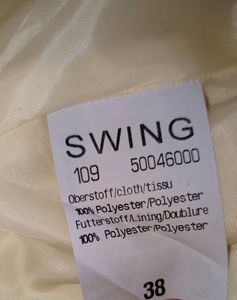 SWING
109 50046000
Oberstoff/cloth/tissu
100% Polyester/Polyester
Futterstoff/Lining/Doublure
100% Polyester/Polyester
38